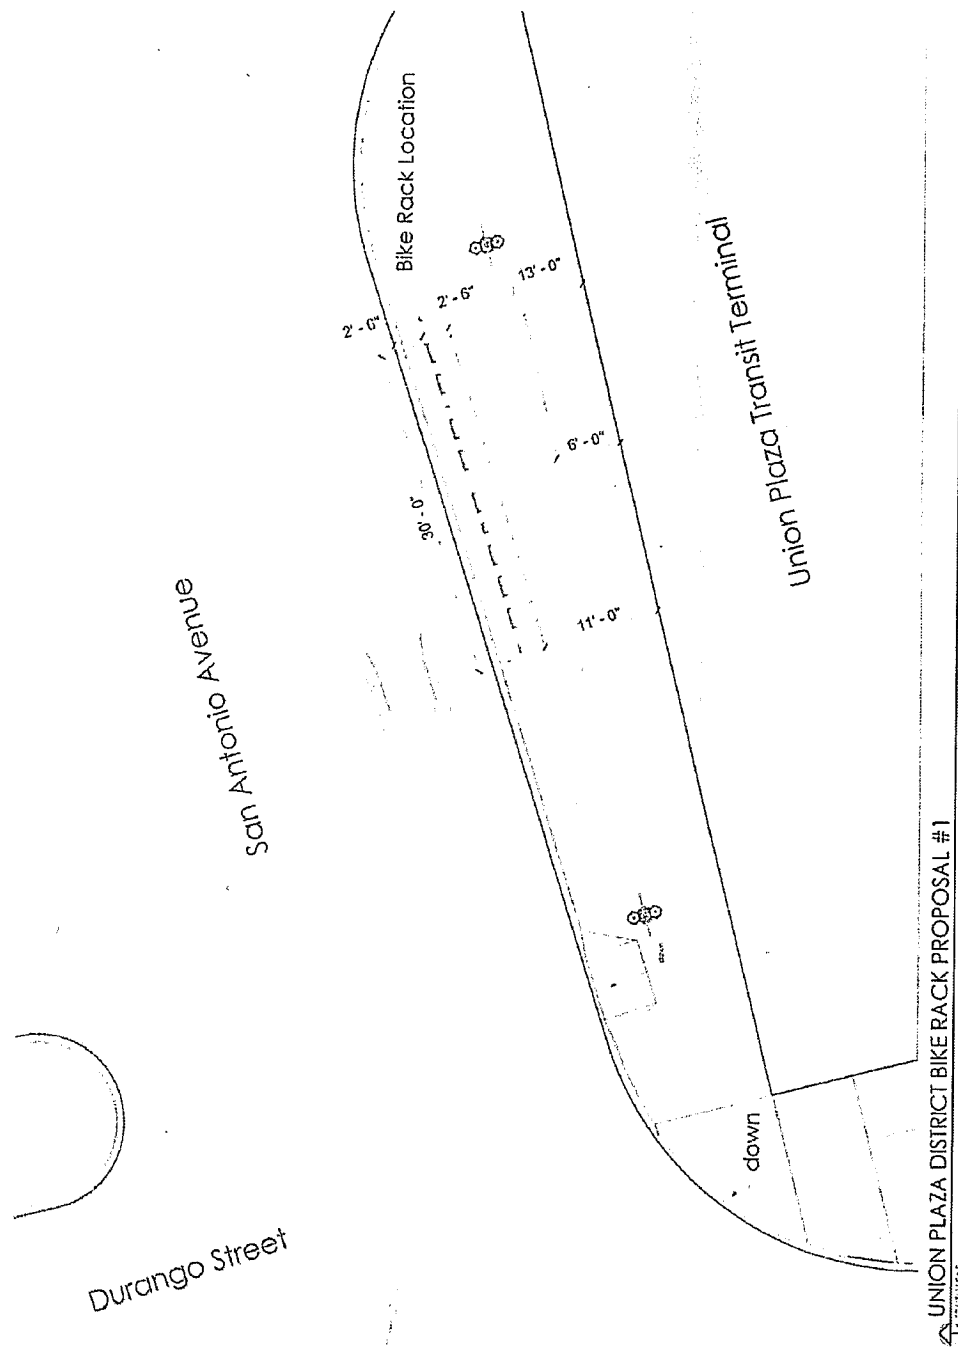 Bike Rack Location
2' - 0"
2' - 6"
13' - 0"
6' - 0"
30' - 0"
11' - 0"
San Antonio Avenue
Union Plaza Transit Terminal
down
down
Durango Street
UNION PLAZA DISTRICT BIKE RACK PROPOSAL #1